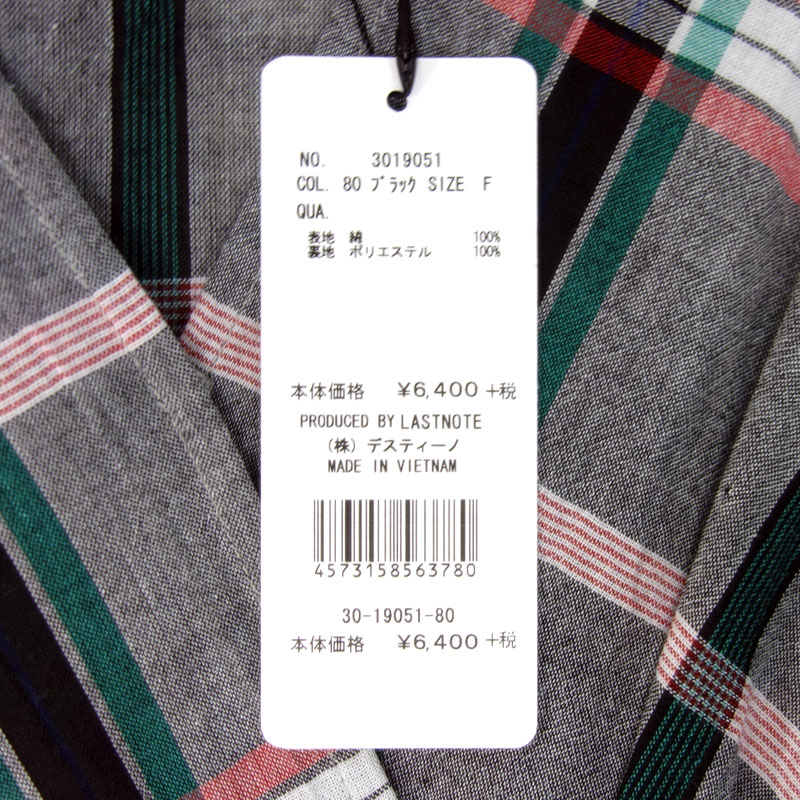 NO. 3019051
COL. 80 ブラック SIZE F
QUA.
表地 綿 100%
裏地 ポリエステル 100%
本体価格 ¥6,400+税
PRODUCED BY LASTNOTE
（株）デスティーノ
MADE IN VIETNAM
4573158563780
30-19051-80
本体価格 ¥6,400+税